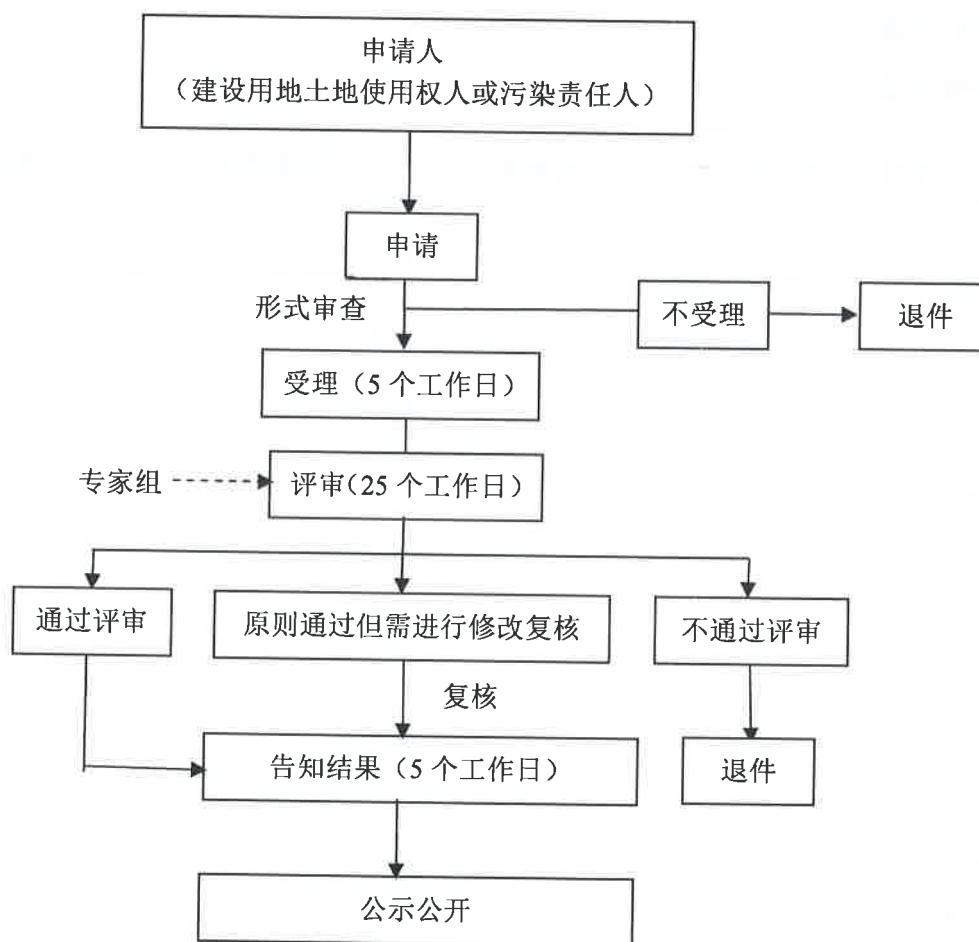 申请人
（建设用地土地使用权人或污染责任人）
申请
形式审查
不受理
退件
受理（5 个工作日）
专家组
评审（25 个工作日）
通过评审
原则通过但需进行修改复核
不通过评审
复核
告知结果（5 个工作日）
退件
公示公开